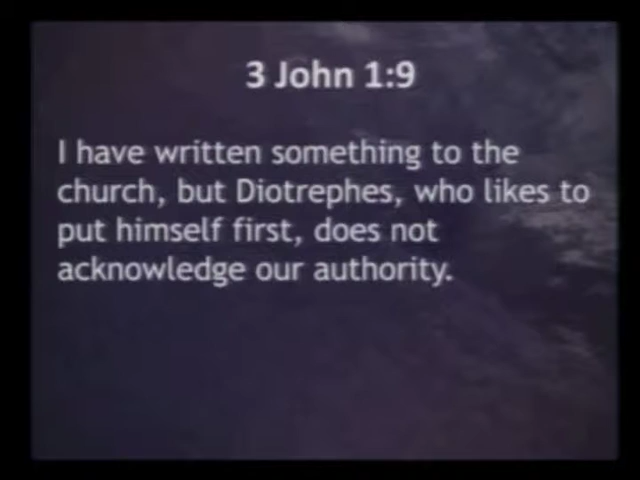 3 John 1:9
I have written something to the
church, but Diotrephes, who likes to
put himself first, does not
acknowledge our authority.